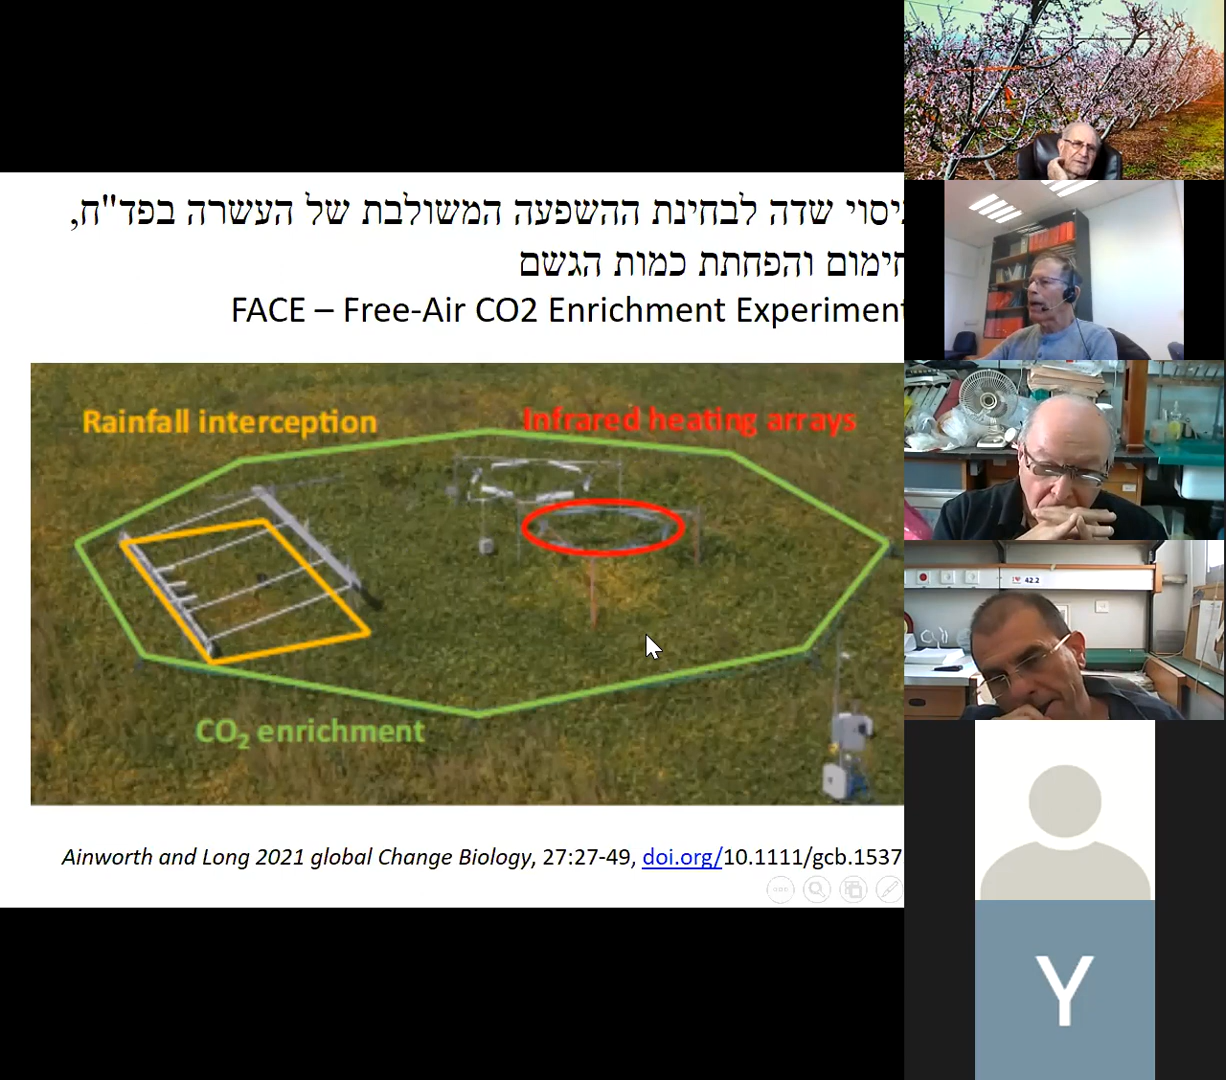 ניסוי שדה לבחינת ההשפעה המשולבת של העשרה בפד"ח,
חימום והפחתת כמות הגשם
FACE – Free-Air CO2 Enrichment Experiment
Rainfall interception
Infrared heating arrays
CO₂ enrichment
Ainworth and Long 2021 global Change Biology, 27:27-49, doi.org/10.1111/gcb.1537
42.2
Y